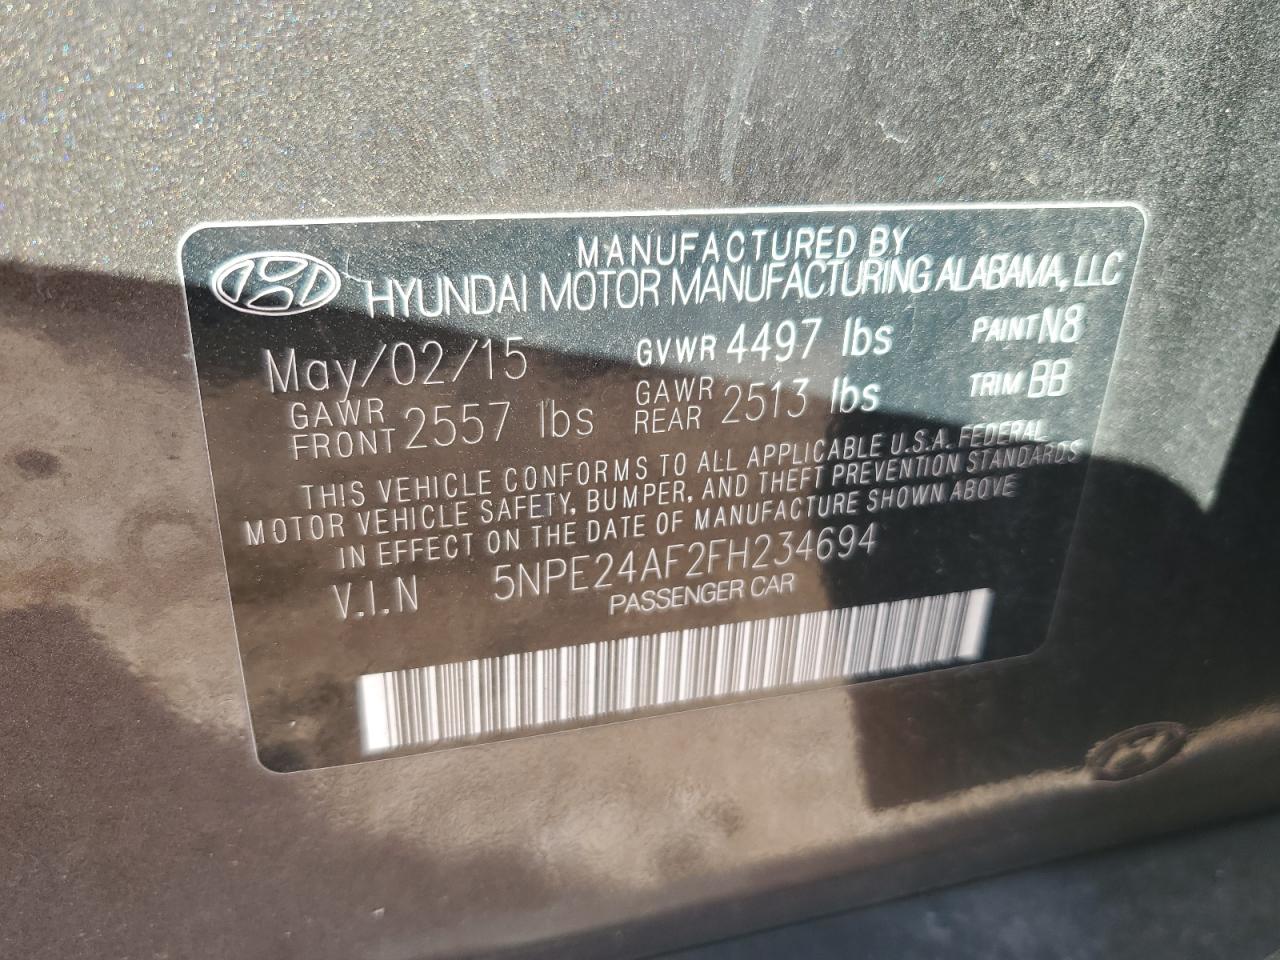 MANUFACTURED BY
HYUNDAI MOTOR MANUFACTURING ALABAMA, LLC
May/02/15 GVWR 4497 lbs PAINT N8
GAWR FRONT 2557 lbs GAWR REAR 2513 lbs TRIM BB
THIS VEHICLE CONFORMS TO ALL APPLICABLE U.S.A. FEDERAL
MOTOR VEHICLE SAFETY, BUMPER, AND THEFT PREVENTION STANDARDS
IN EFFECT ON THE DATE OF MANUFACTURE SHOWN ABOVE
V.I.N 5NPE24AF2FH234694
PASSENGER CAR